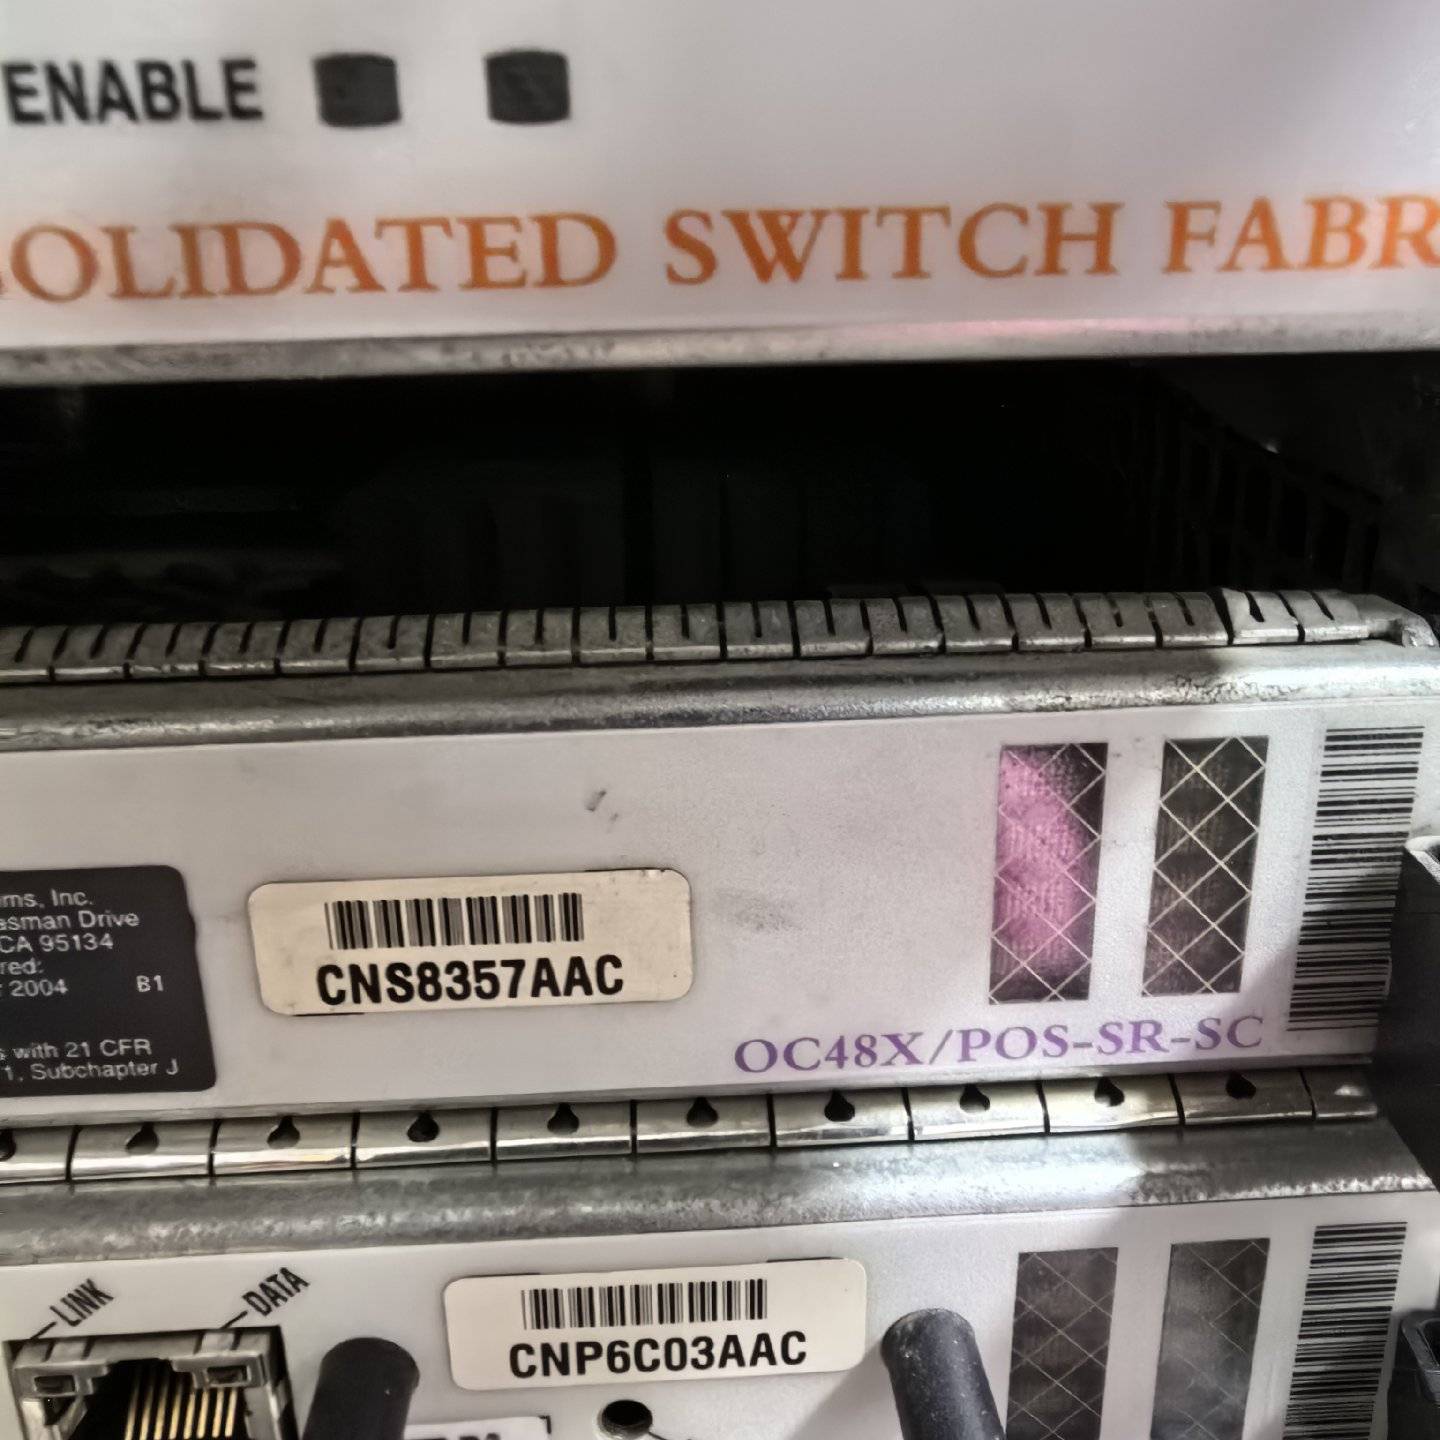 ENABLE
OLIDATED SWITCH FABR
ms, Inc.
asman Drive
CA 95134
red:
2004 B1
with 21 CFR
1, Subchapter J
CNS8357AAC
OC48X/POS-SR-SC
LINK
DATA
CNP6C03AAC